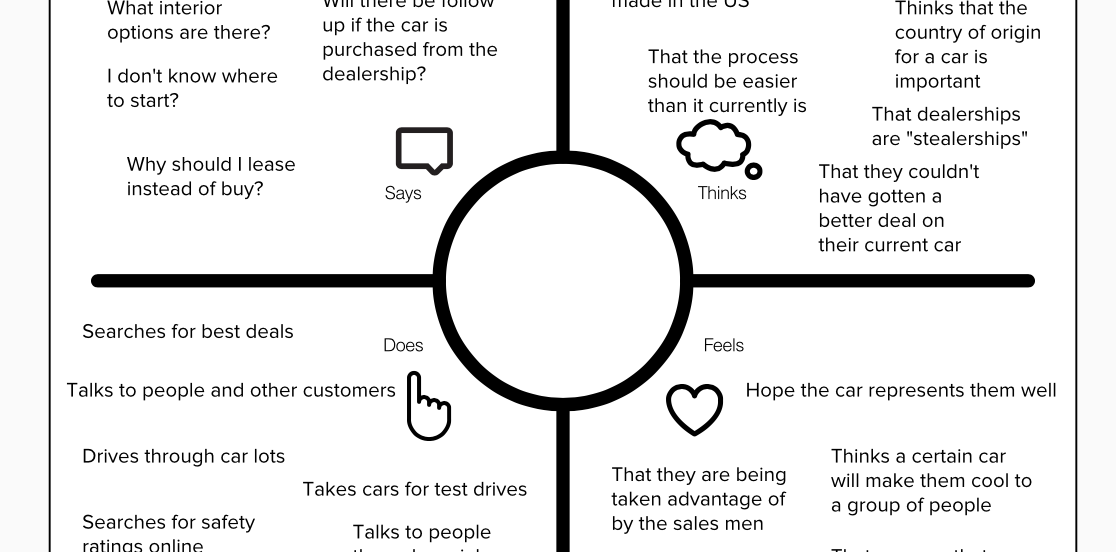 What interior
options are there?
Will there be follow
up if the car is
purchased from the
dealership?
I don't know where
to start?
Why should I lease
instead of buy?
Says
made in the US
That the process
should be easier
than it currently is
Thinks that the
country of origin
for a car is
important
That dealerships
are "stealerships"
That they couldn't
have gotten a
better deal on
their current car
Thinks
Searches for best deals
Does
Talks to people and other customers
Drives through car lots
Takes cars for test drives
Searches for safety
ratings online
Talks to people
Feels
Hope the car represents them well
That they are being
taken advantage of
by the sales men
Thinks a certain car
will make them cool to
a group of people